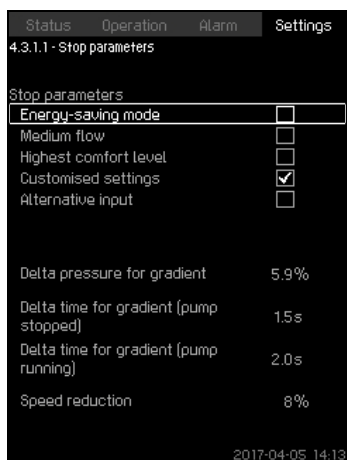 Status Operation Alarm Settings
4.3.1.1 - Stop parameters
Stop parameters
Energy-saving mode
Medium flow
Highest comfort level
Customised settings
Alternative input
Delta pressure for gradient 5.9%
Delta time for gradient (pump
stopped) 1.5s
Delta time for gradient (pump
running) 2.0s
Speed reduction 8%
2017-04-05 14:13